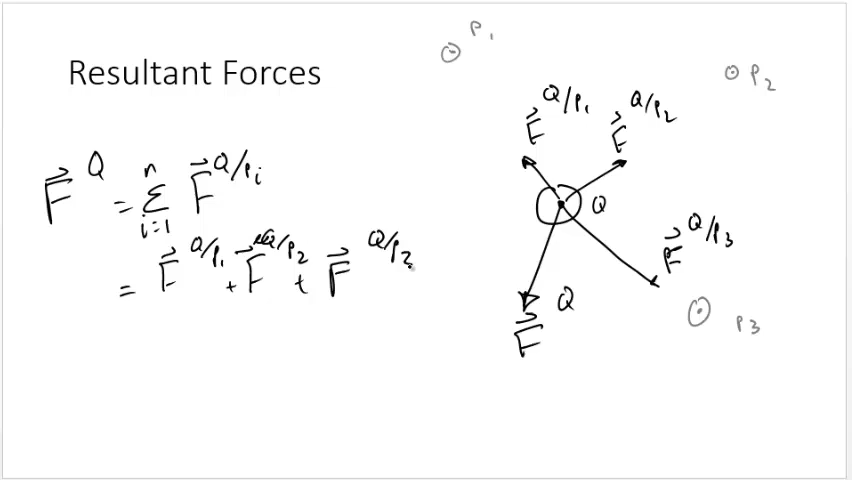 P₁
Resultant Forces
P₂
F⃗^{Q/P₁} F⃗^{Q/P₂}
F⃗^Q = Σ_{i=1}^{n} F⃗^{Q/P_i}
Q
= F⃗^{Q/P₁} + F⃗^{Q/P₂} + F⃗^{Q/P₃}
F⃗^{Q/P₃}
F⃗^Q
P₃